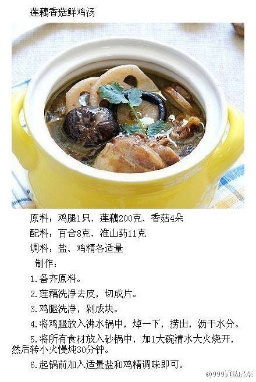 莲藕香菇鲜鸡汤
原料：鸡腿1只，莲藕200克，香菇4朵
配料：百合8克，淮山药11克
调料：盐、鸡精各适量
制作：
1.备齐原料。
2.莲藕洗净去皮，切成片。
3.鸡腿洗净，剁成块。
4.将鸡腿放入沸水锅中，焯一下，捞出，沥干水分。
5.将所有食材放入砂锅中，加1大碗清水大火烧开，
然后转小火慢炖30分钟。
6.起锅前加入适量盐和鸡精调味即可。